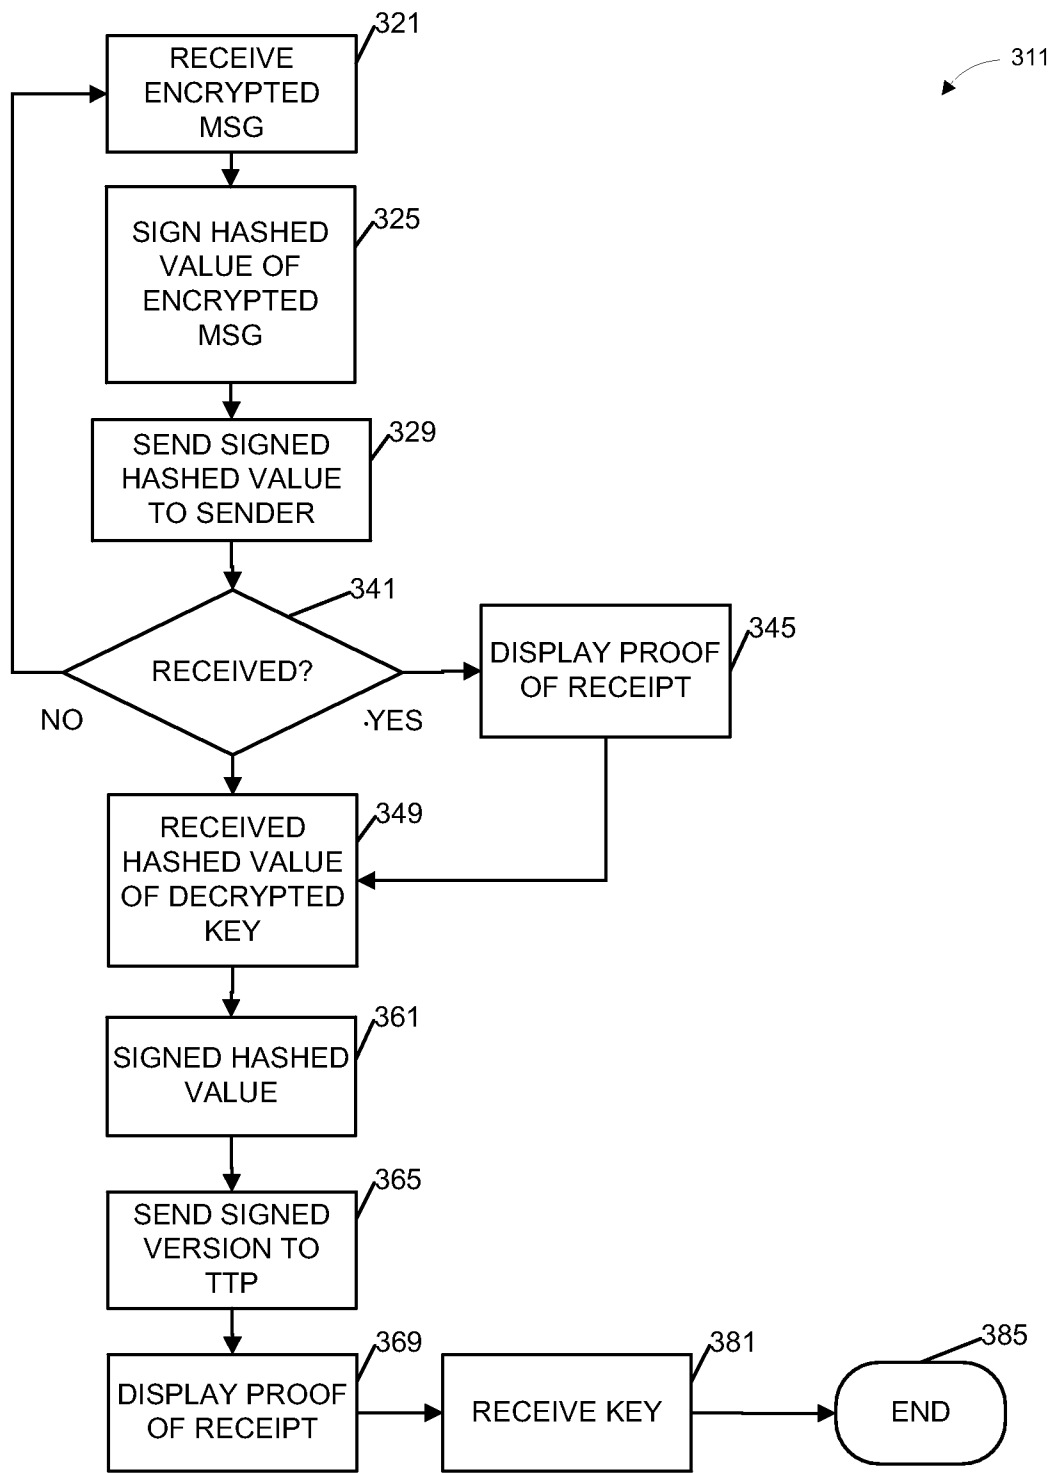 321
311
RECEIVE
ENCRYPTED
MSG
325
SIGN HASHED
VALUE OF
ENCRYPTED
MSG
329
SEND SIGNED
HASHED VALUE
TO SENDER
341
RECEIVED?
NO
.YES
345
DISPLAY PROOF
OF RECEIPT
349
RECEIVED
HASHED VALUE
OF DECRYPTED
KEY
361
SIGNED HASHED
VALUE
365
SEND SIGNED
VERSION TO
TTP
369
DISPLAY PROOF
OF RECEIPT
381
RECEIVE KEY
385
END